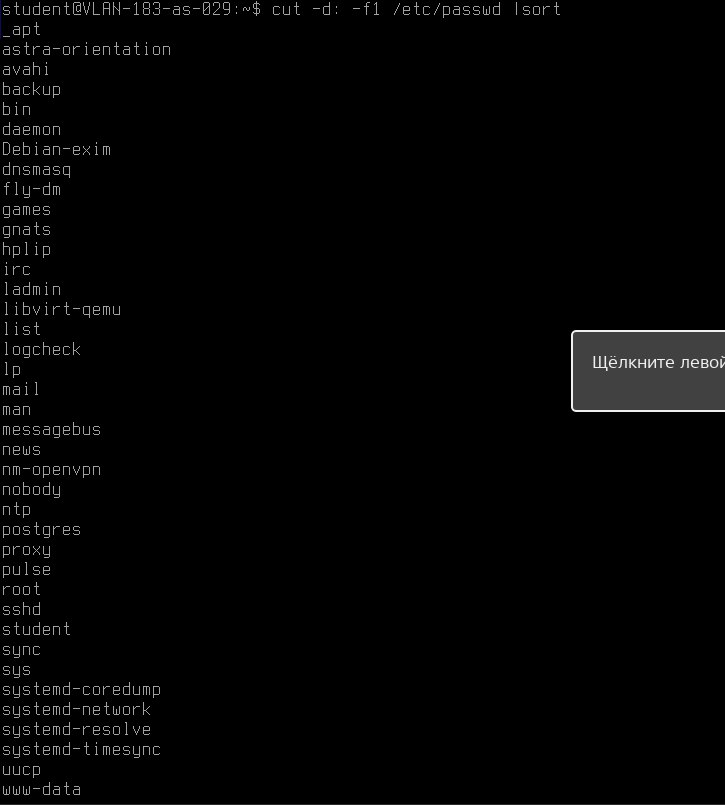 student@VLAN-183-as-029:~$ cut -d: -f1 /etc/passwd |sort
_apt
astra-orientation
avahi
backup
bin
daemon
Debian-exim
dnsmasq
fly-dm
games
gnats
hplip
irc
ladmin
libvirt-qemu
list
logcheck
lp
mail
man
messagebus
news
nm-openvpn
nobody
ntp
postgres
proxy
pulse
root
sshd
student
sync
sys
systemd-coredump
systemd-network
systemd-resolve
systemd-timesync
uucp
www-data
Щёлкните левой